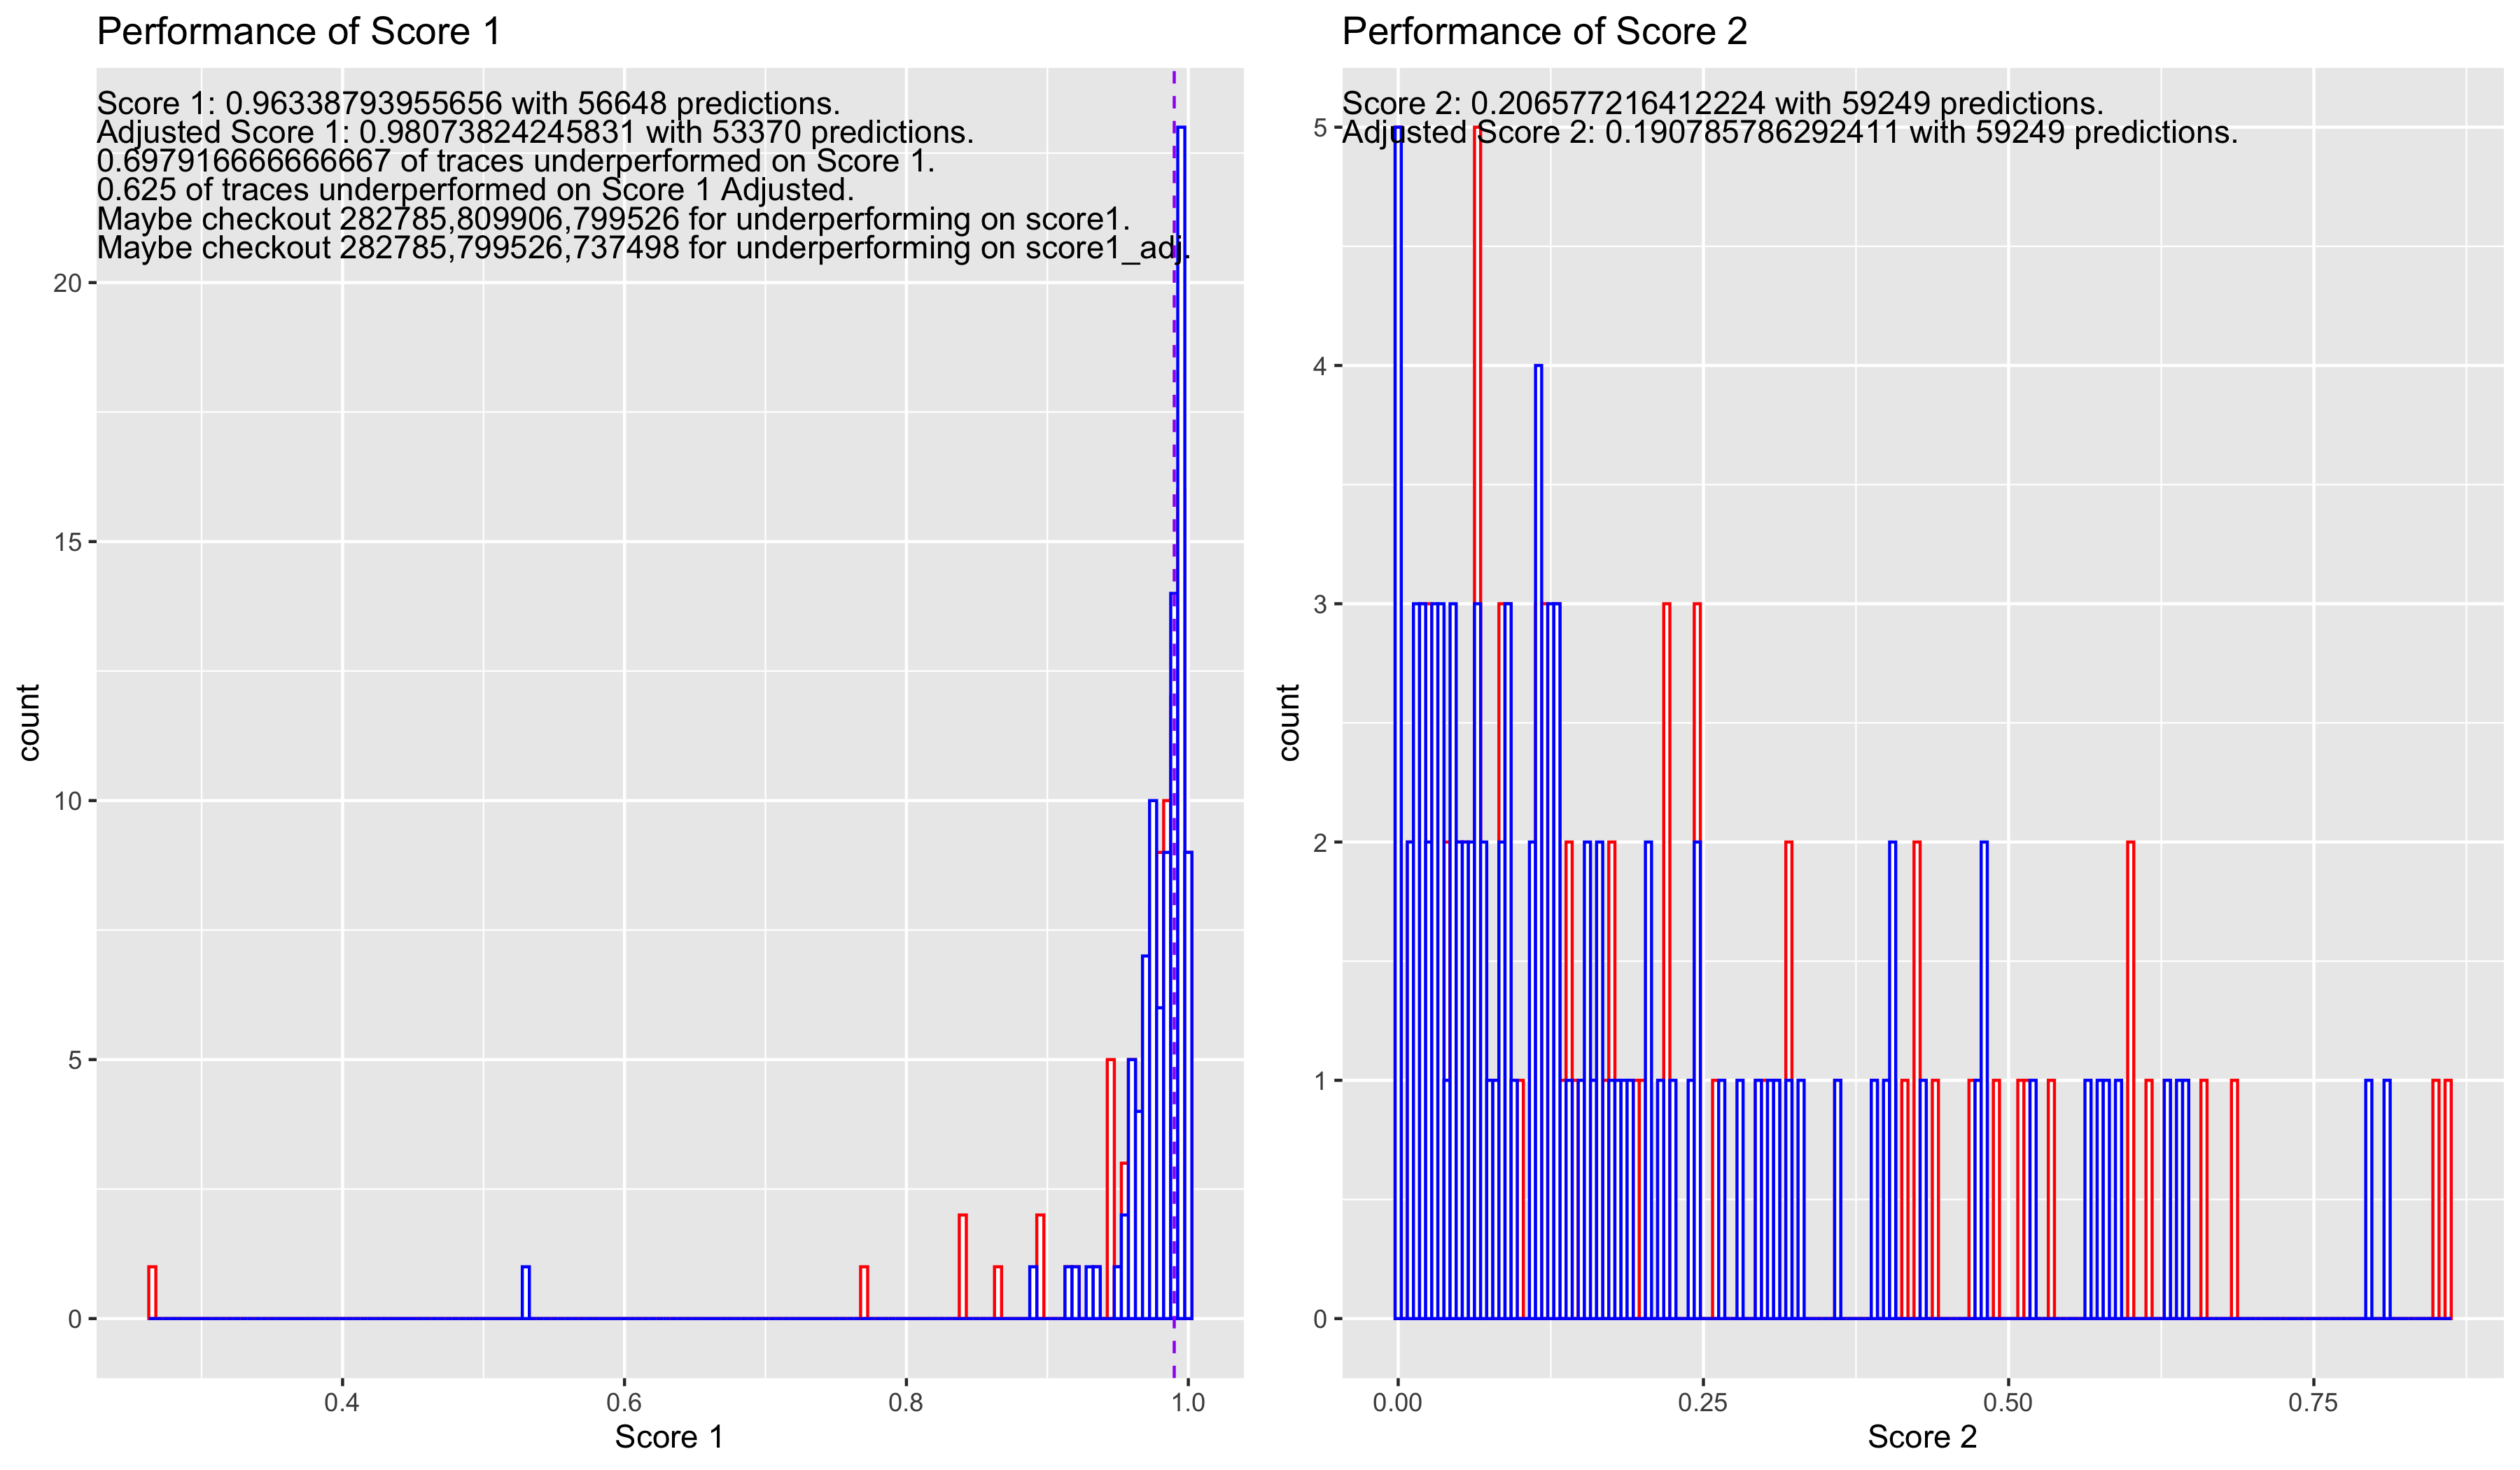 Performance of Score 1
Score 1: 0.96338793955656 with 56648 predictions.
Adjusted Score 1: 0.98073824245831 with 53370 predictions.
0.697916666666667 of traces underperformed on Score 1.
0.625 of traces underperformed on Score 1 Adjusted.
Maybe checkout 282785,809906,799526 for underperforming on score1.
Maybe checkout 282785,799526,737498 for underperforming on score1_adj.
20
15
10
5
0
count
0.4 0.6 0.8 1.0
Score 1
Performance of Score 2
Score 2: 0.206577216412224 with 59249 predictions.
Adjusted Score 2: 0.190785786292411 with 59249 predictions.
5
4
3
2
1
0
count
0.00 0.25 0.50 0.75
Score 2